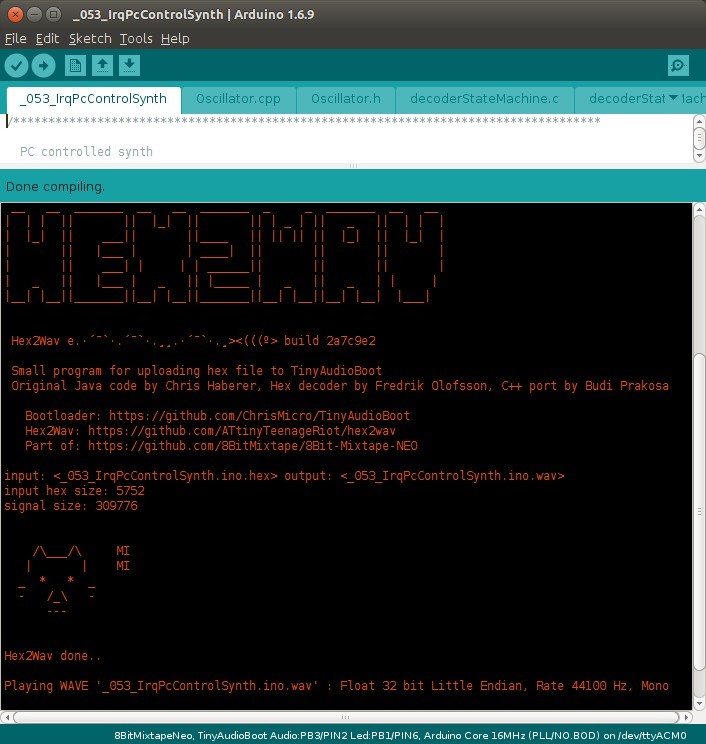 _053_IrqPcControlSynth | Arduino 1.6.9
File Edit Sketch Tools Help
_053_IrqPcControlSynth Oscillator.cpp Oscillator.h decoderStateMachine.c
PC controlled synth
Done compiling.
HEX2WAV
Hex2Wav e.·´¯`·.´¯`·.¸¸.·´¯`·.¸><(((º> build 2a7c9e2
Small program for uploading hex file to TinyAudioBoot
Original Java code by Chris Haberer, Hex decoder by Fredrik Olofsson, C++ port by Budi Prakosa
Bootloader: https://github.com/ChrisMicro/TinyAudioBoot
Hex2Wav: https://github.com/ATtinyTeenageRiot/hex2wav
Part of: https://github.com/8BitMixtape/8Bit-Mixtape-NEO
input: <_053_IrqPcControlSynth.ino.hex> output: <_053_IrqPcControlSynth.ino.wav>
input hex size: 5752
signal size: 309776
MI
MI
Hex2Wav done..
Playing WAVE '_053_IrqPcControlSynth.ino.wav' : Float 32 bit Little Endian, Rate 44100 Hz, Mono
8BitMixtapeNeo, TinyAudioBoot Audio:PB3/PIN2 Led:PB1/PIN6, Arduino Core 16MHz (PLL/NO.BOD) on /dev/ttyACM0